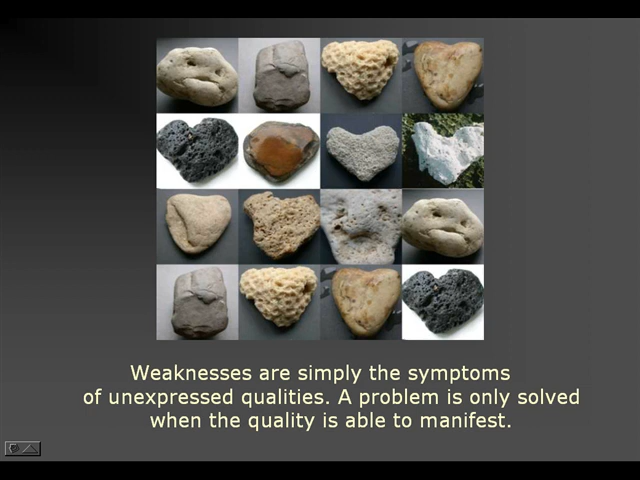 Weaknesses are simply the symptoms
of unexpressed qualities. A problem is only solved
when the quality is able to manifest.